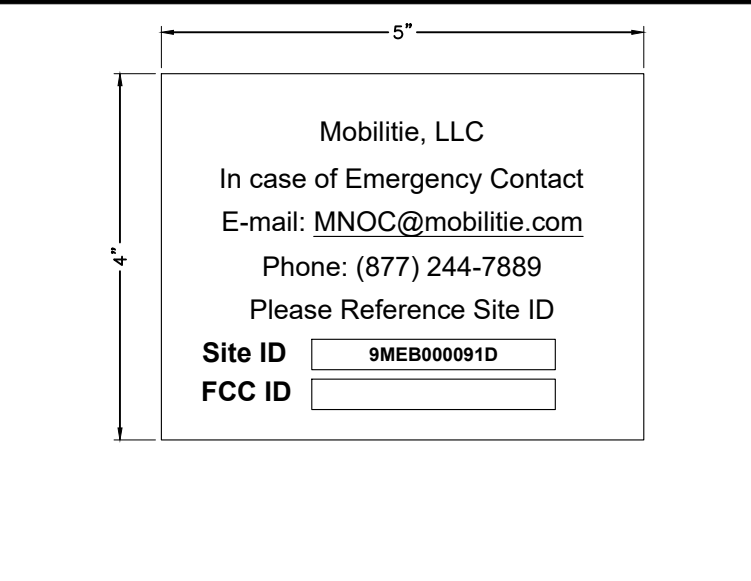 5"
4"
Mobilitie, LLC
In case of Emergency Contact
E-mail: MNOC@mobilitie.com
Phone: (877) 244-7889
Please Reference Site ID
Site ID 9MEB000091D
FCC ID